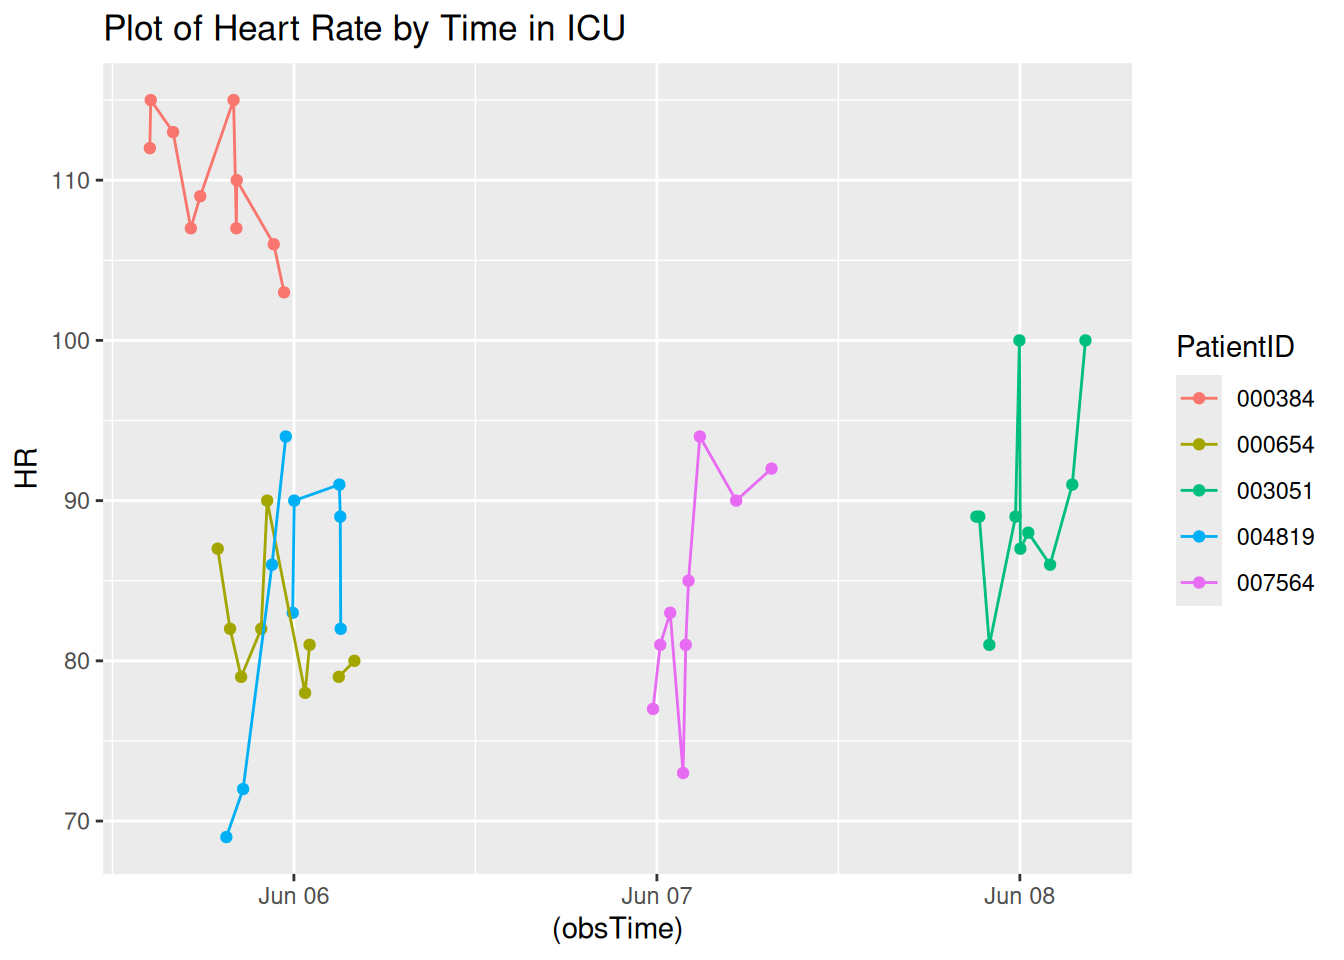 Plot of Heart Rate by Time in ICU
110
100
90
80
70
HR
Jun 06
Jun 07
Jun 08
(obsTime)
PatientID
000384
000654
003051
004819
007564